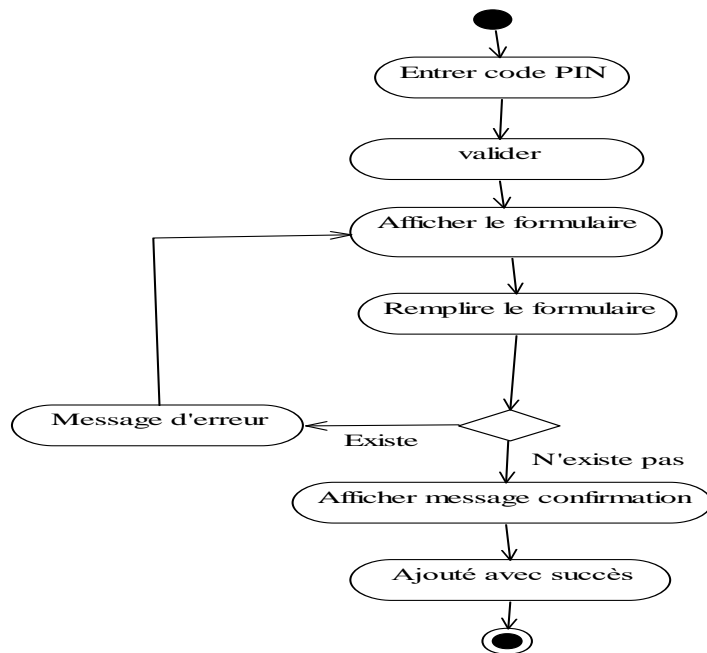 Entrer code PIN
valider
Afficher le formulaire
Remplire le formulaire
Message d'erreur
Existe
N'existe pas
Afficher message confirmation
Ajouté avec succès